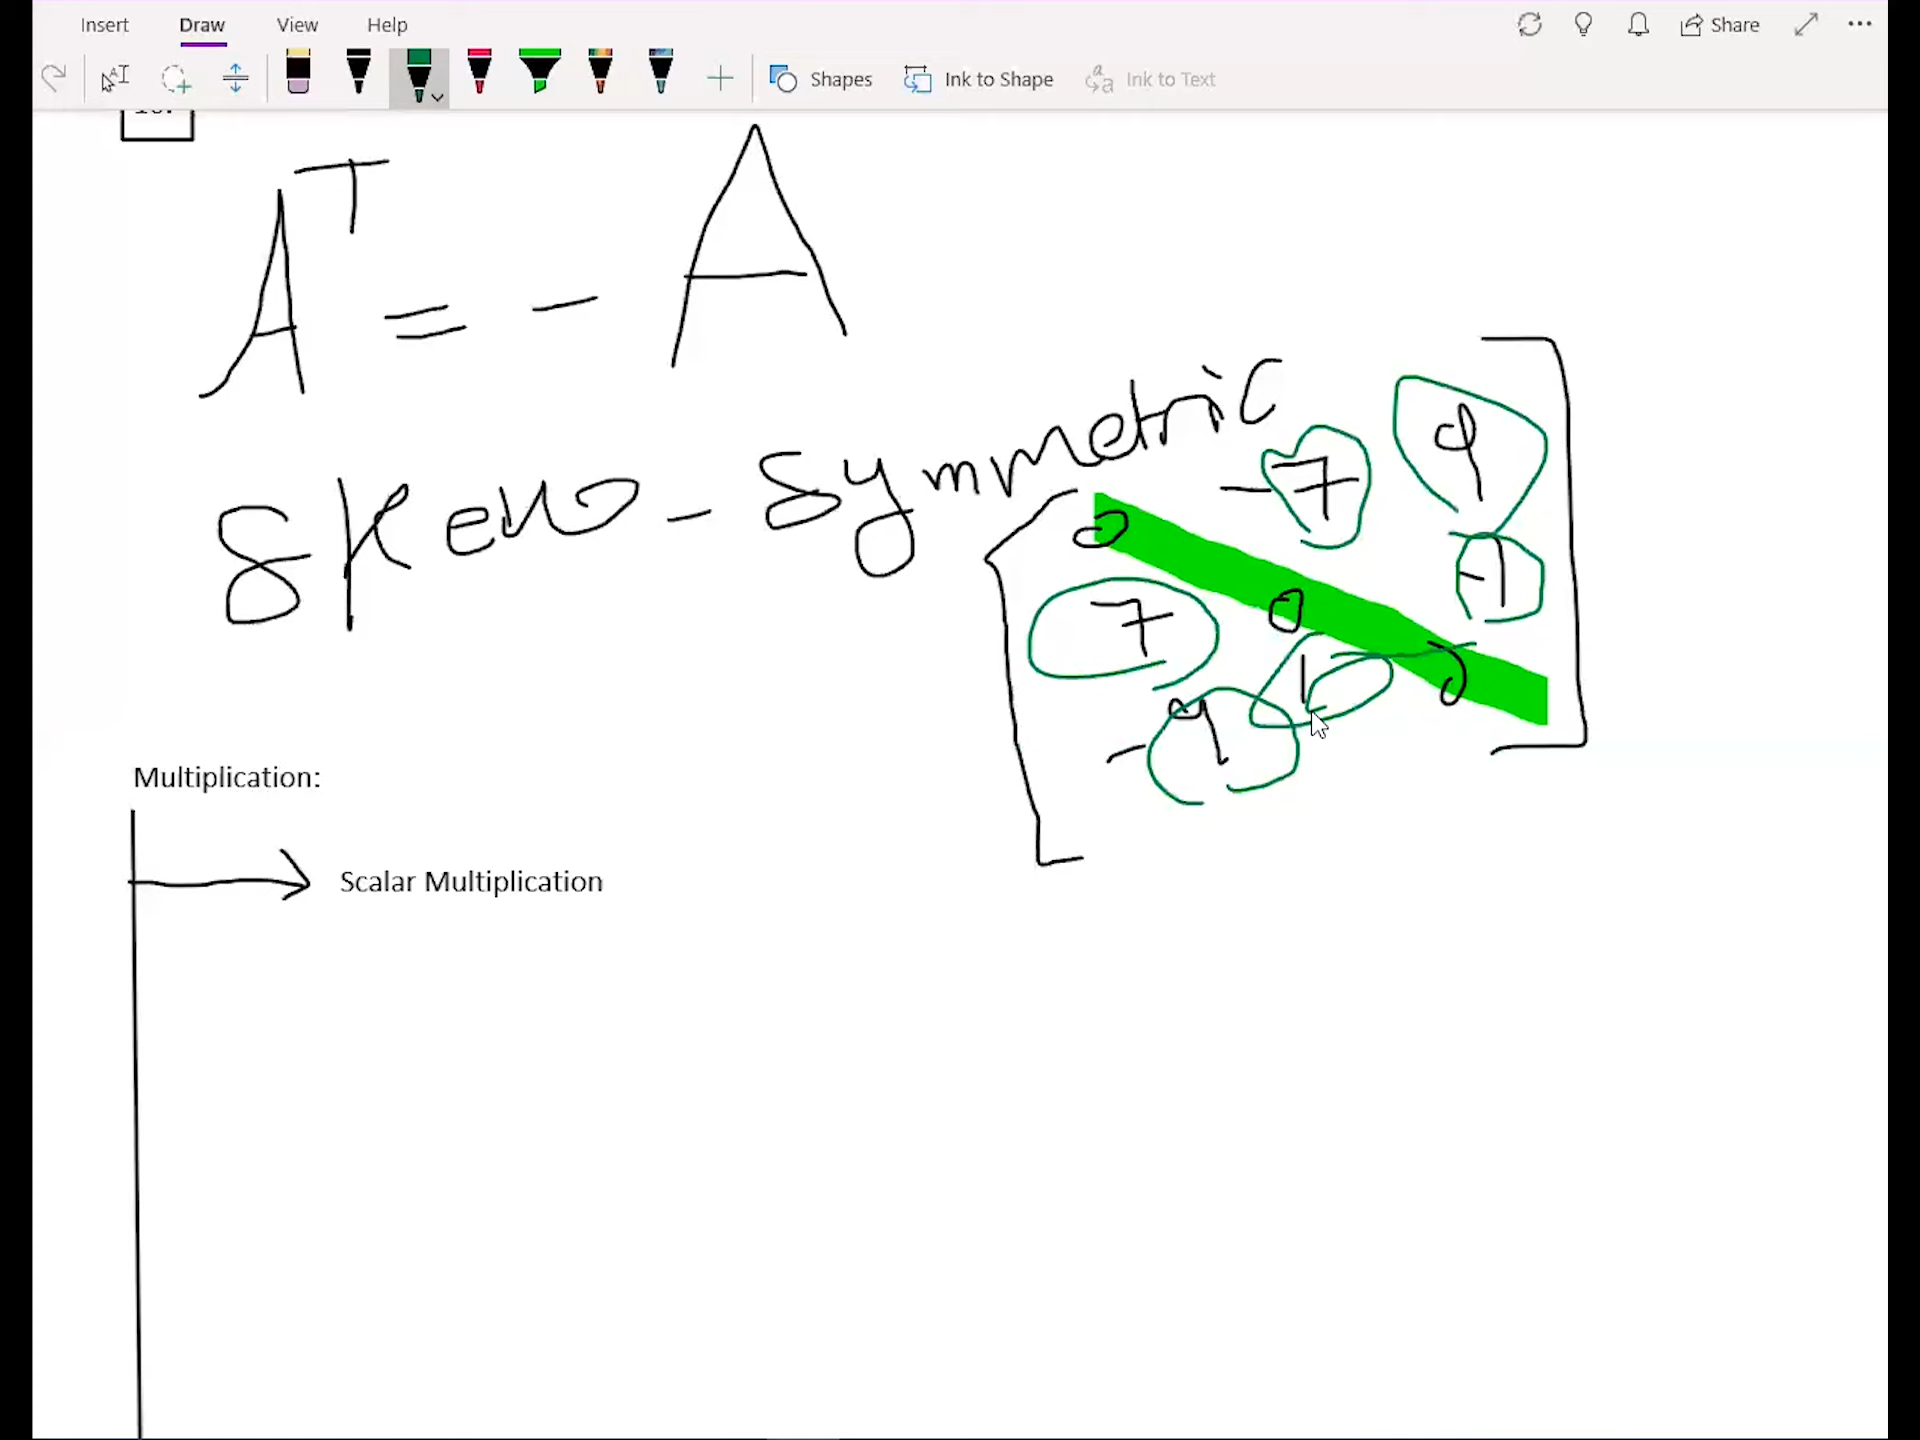 Insert Draw View Help Share
Shapes Ink to Shape Ink to Text
A^T = - A
Skew - Symmetric
0 -7 9
7 0 -1
-9 1 0
Multiplication:
Scalar Multiplication